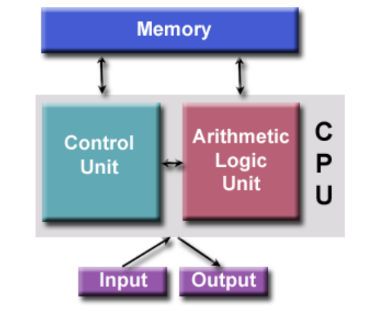 Memory
Control
Unit
Arithmetic
Logic
Unit
C
P
U
Input
Output